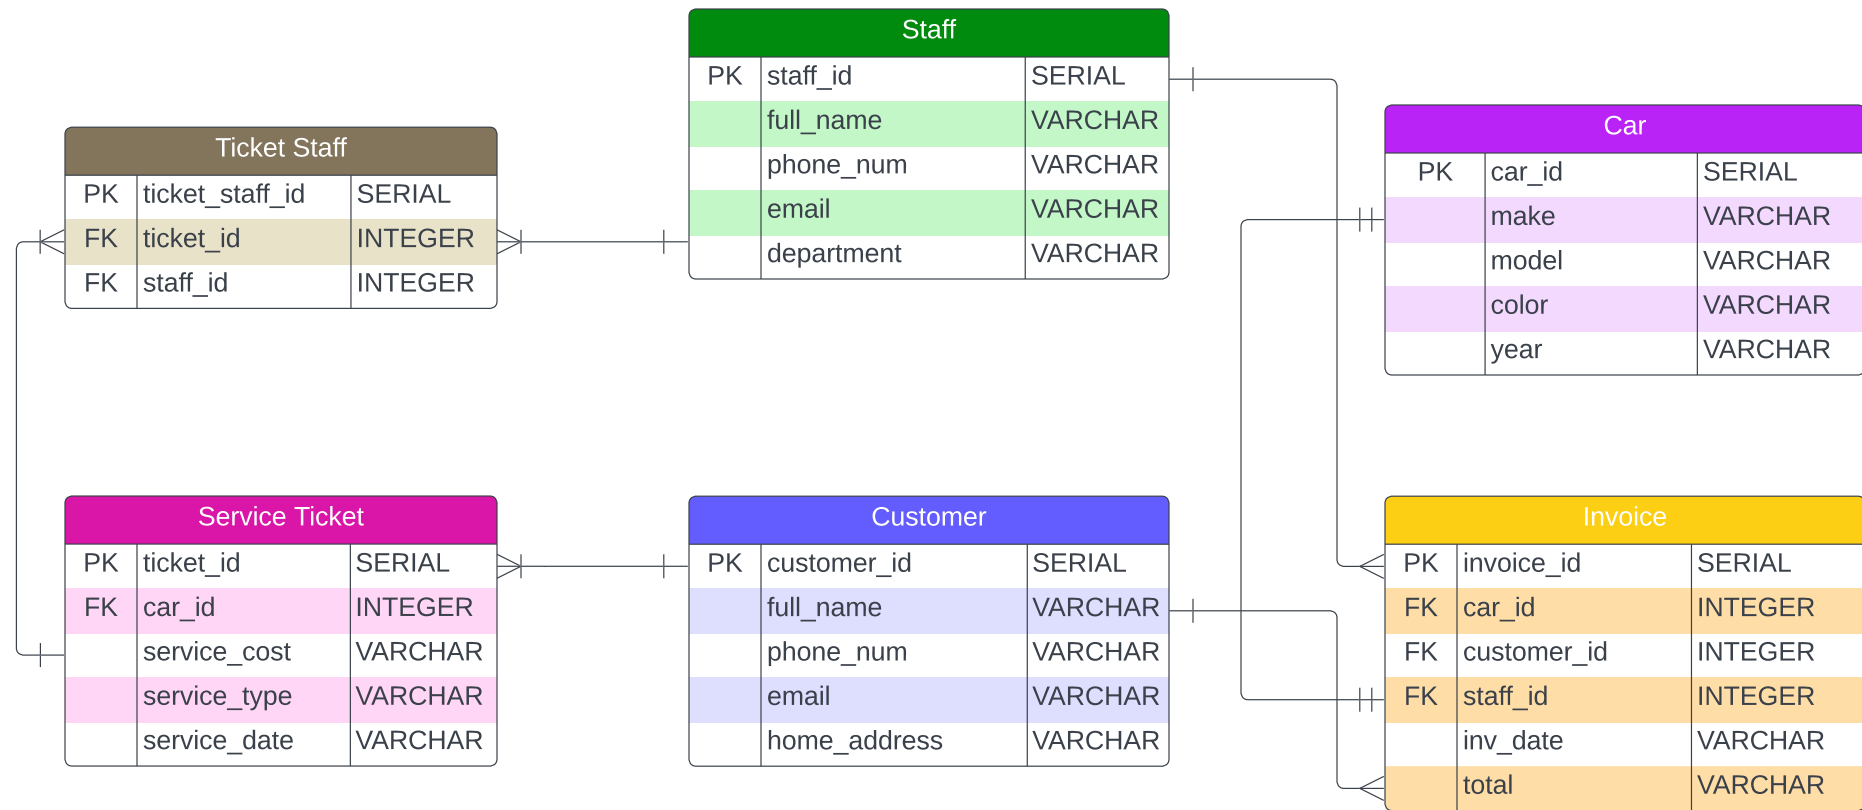 Staff
PK staff_id SERIAL
full_name VARCHAR
phone_num VARCHAR
email VARCHAR
department VARCHAR
Car
PK car_id SERIAL
make VARCHAR
model VARCHAR
color VARCHAR
year VARCHAR
Ticket Staff
PK ticket_staff_id SERIAL
FK ticket_id INTEGER
FK staff_id INTEGER
Service Ticket
PK ticket_id SERIAL
FK car_id INTEGER
service_cost VARCHAR
service_type VARCHAR
service_date VARCHAR
Customer
PK customer_id SERIAL
full_name VARCHAR
phone_num VARCHAR
email VARCHAR
home_address VARCHAR
Invoice
PK invoice_id SERIAL
FK car_id INTEGER
FK customer_id INTEGER
FK staff_id INTEGER
inv_date VARCHAR
total VARCHAR